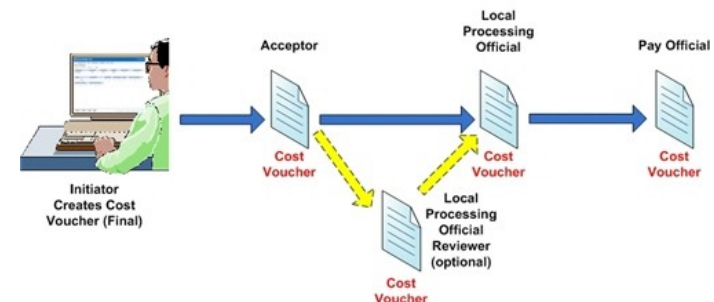 Local
Processing
Official
Acceptor
Pay Official
Cost
Voucher
Cost
Voucher
Cost
Voucher
Initiator
Creates Cost
Voucher (Final)
Local
Processing
Official
Reviewer
(optional)
Cost
Voucher